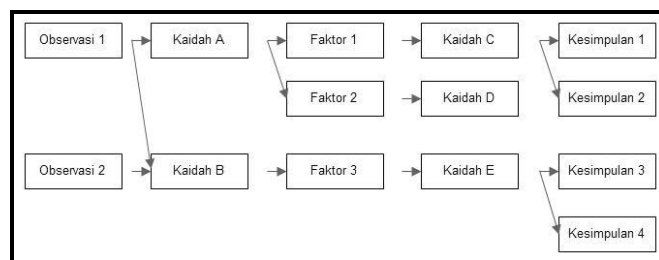 Observasi 1
Kaidah A
Faktor 1
Kaidah C
Kesimpulan 1
Faktor 2
Kaidah D
Kesimpulan 2
Observasi 2
Kaidah B
Faktor 3
Kaidah E
Kesimpulan 3
Kesimpulan 4